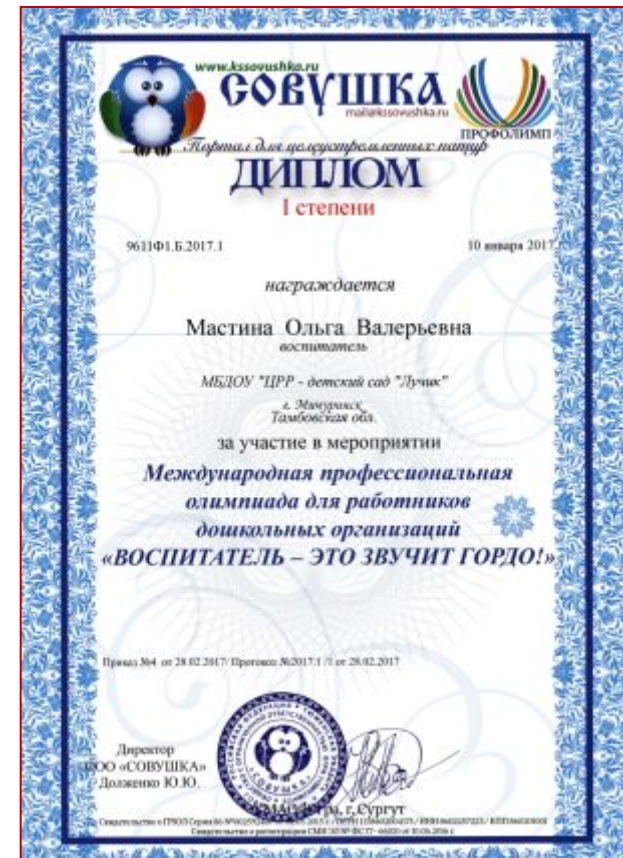 www.kssovushka.ru
СОВУШКА
mail@kssovushka.ru
ПРОФОЛИМП
Портал для целеустремленных натур
ДИПЛОМ
I степени
9611Ф1.Б.2017.1
10 января 2017
награждается
Мастина Ольга Валерьевна
воспитатель
МБДОУ "ЦРР - детский сад "Лучик"
г. Мичуринск
Тамбовская обл.
за участие в мероприятии
Международная профессиональная
олимпиада для работников
дошкольных организаций
«ВОСПИТАТЕЛЬ – ЭТО ЗВУЧИТ ГОРДО!»
Приказ №4 от 28.02.2017/ Протокол №2017.1 /1 от 28.02.2017
Директор
ООО «СОВУШКА»
Долженко Ю.Ю.
«СОВУШКА»
г. Сургут